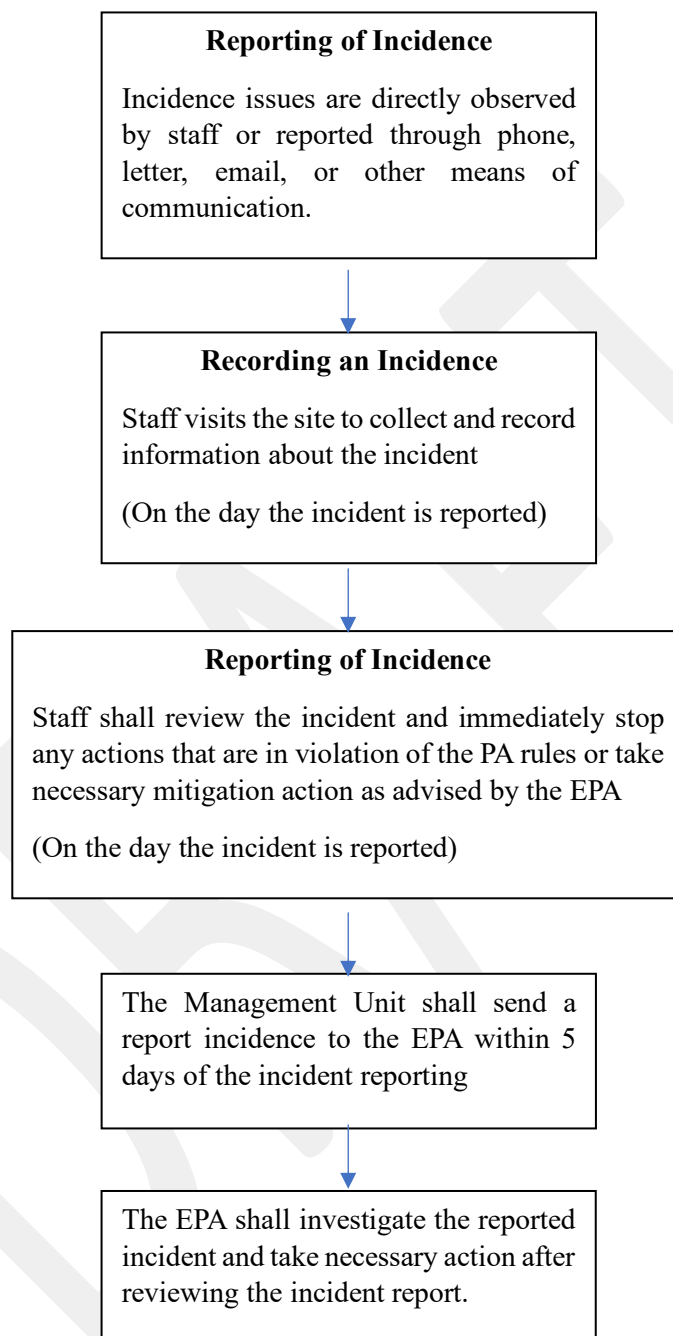 Reporting of Incidence
Incidence issues are directly observed
by staff or reported through phone,
letter, email, or other means of
communication.
Recording an Incidence
Staff visits the site to collect and record
information about the incident
(On the day the incident is reported)
Reporting of Incidence
Staff shall review the incident and immediately stop
any actions that are in violation of the PA rules or take
necessary mitigation action as advised by the EPA
(On the day the incident is reported)
The Management Unit shall send a
report incidence to the EPA within 5
days of the incident reporting
The EPA shall investigate the reported
incident and take necessary action after
reviewing the incident report.
DRAFT